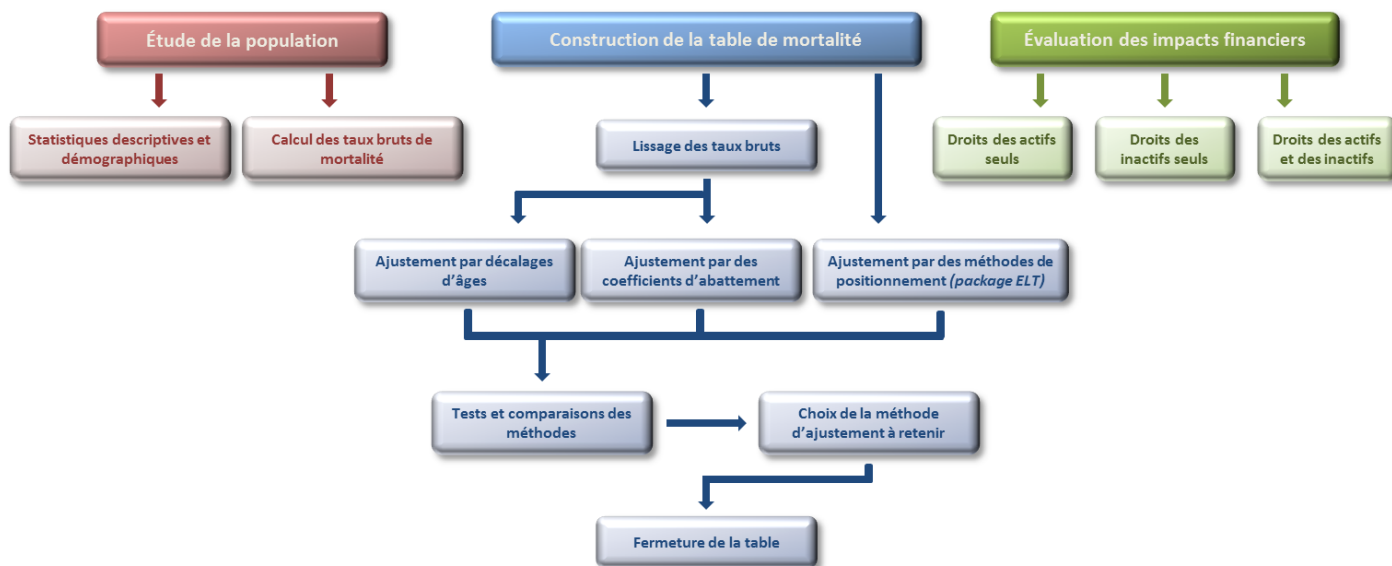 Étude de la population
Construction de la table de mortalité
Évaluation des impacts financiers
Statistiques descriptives et
démographiques
Calcul des taux bruts de
mortalité
Lissage des taux bruts
Droits des actifs
seuls
Droits des
inactifs seuls
Droits des actifs
et des inactifs
Ajustement par décalages
d’âges
Ajustement par des
coefficients d’abattement
Ajustement par des méthodes de
positionnement (package ELT)
Tests et comparaisons des
méthodes
Choix de la méthode
d’ajustement à retenir
Fermeture de la table